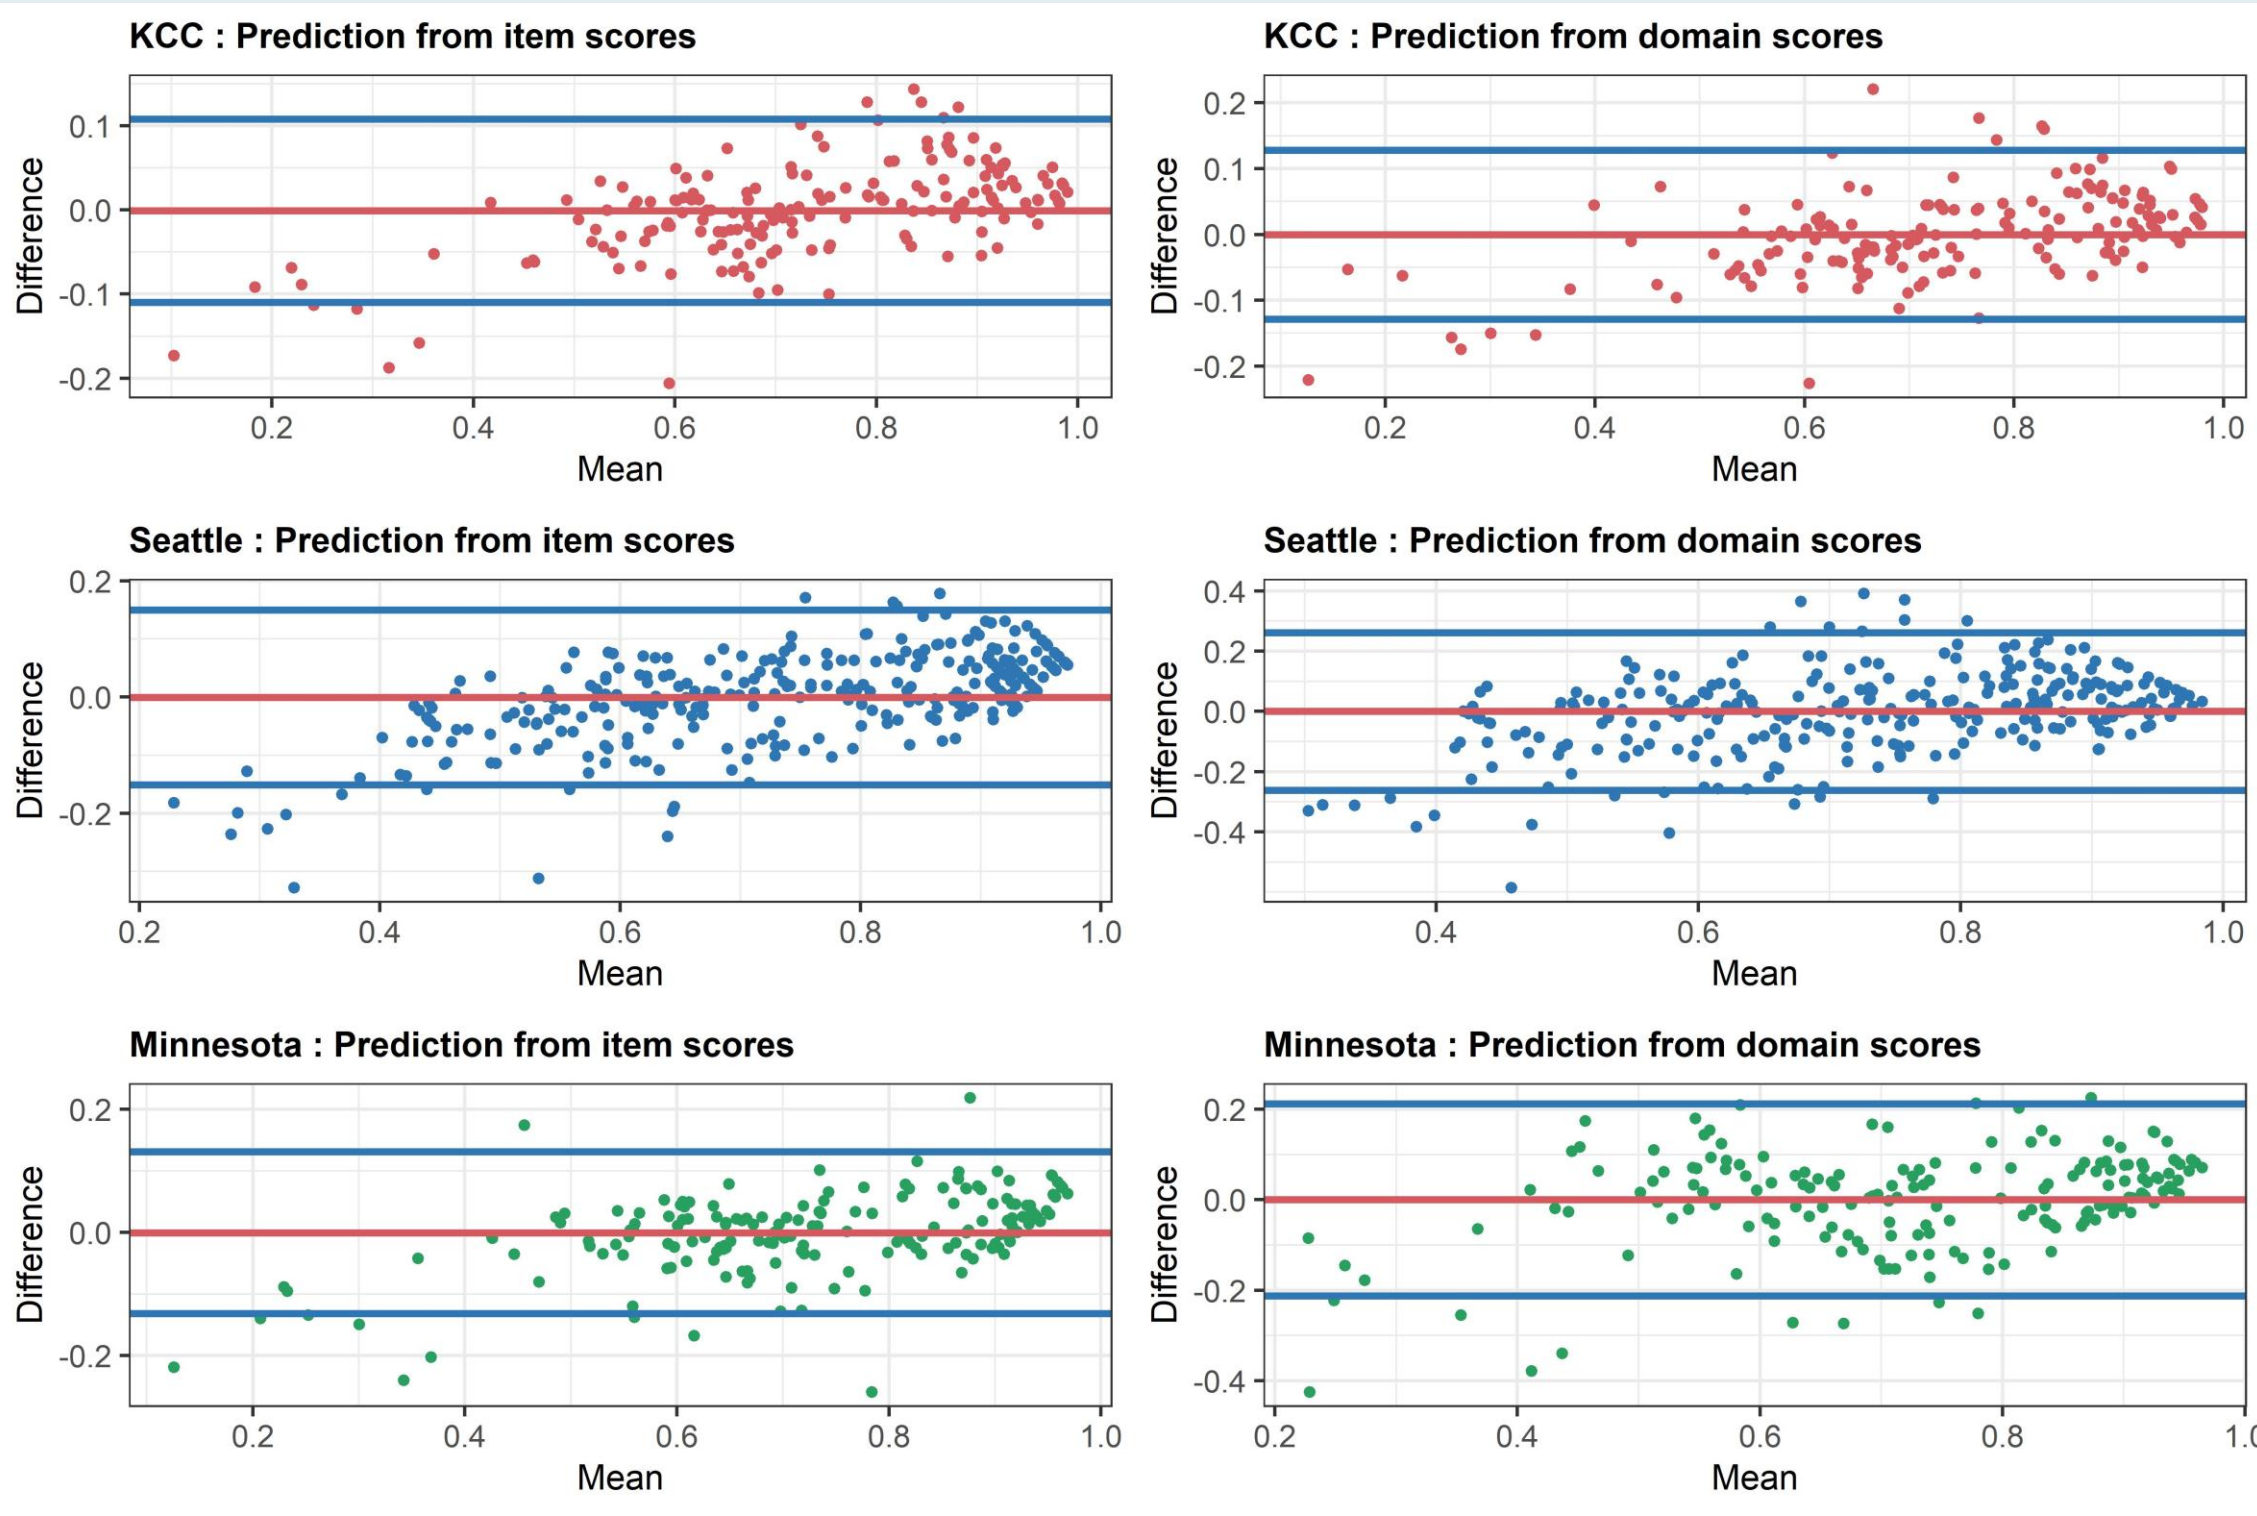 KCC : Prediction from item scores
Difference
0.1
0.0
-0.1
-0.2
0.2 0.4 0.6 0.8 1.0
Mean
KCC : Prediction from domain scores
Difference
0.2
0.1
0.0
-0.1
-0.2
0.2 0.4 0.6 0.8 1.0
Mean
Seattle : Prediction from item scores
Difference
0.2
0.0
-0.2
0.2 0.4 0.6 0.8 1.0
Mean
Seattle : Prediction from domain scores
Difference
0.4
0.2
0.0
-0.2
-0.4
0.4 0.6 0.8 1.0
Mean
Minnesota : Prediction from item scores
Difference
0.2
0.0
-0.2
0.2 0.4 0.6 0.8 1.0
Mean
Minnesota : Prediction from domain scores
Difference
0.2
0.0
-0.2
-0.4
0.2 0.4 0.6 0.8 1.0
Mean